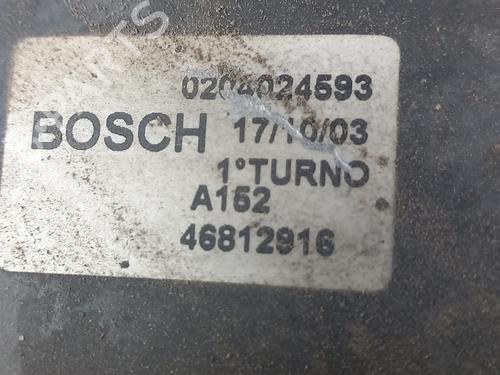 0204024593
BOSCH 17/10/03
1°TURNO
A152
46812916